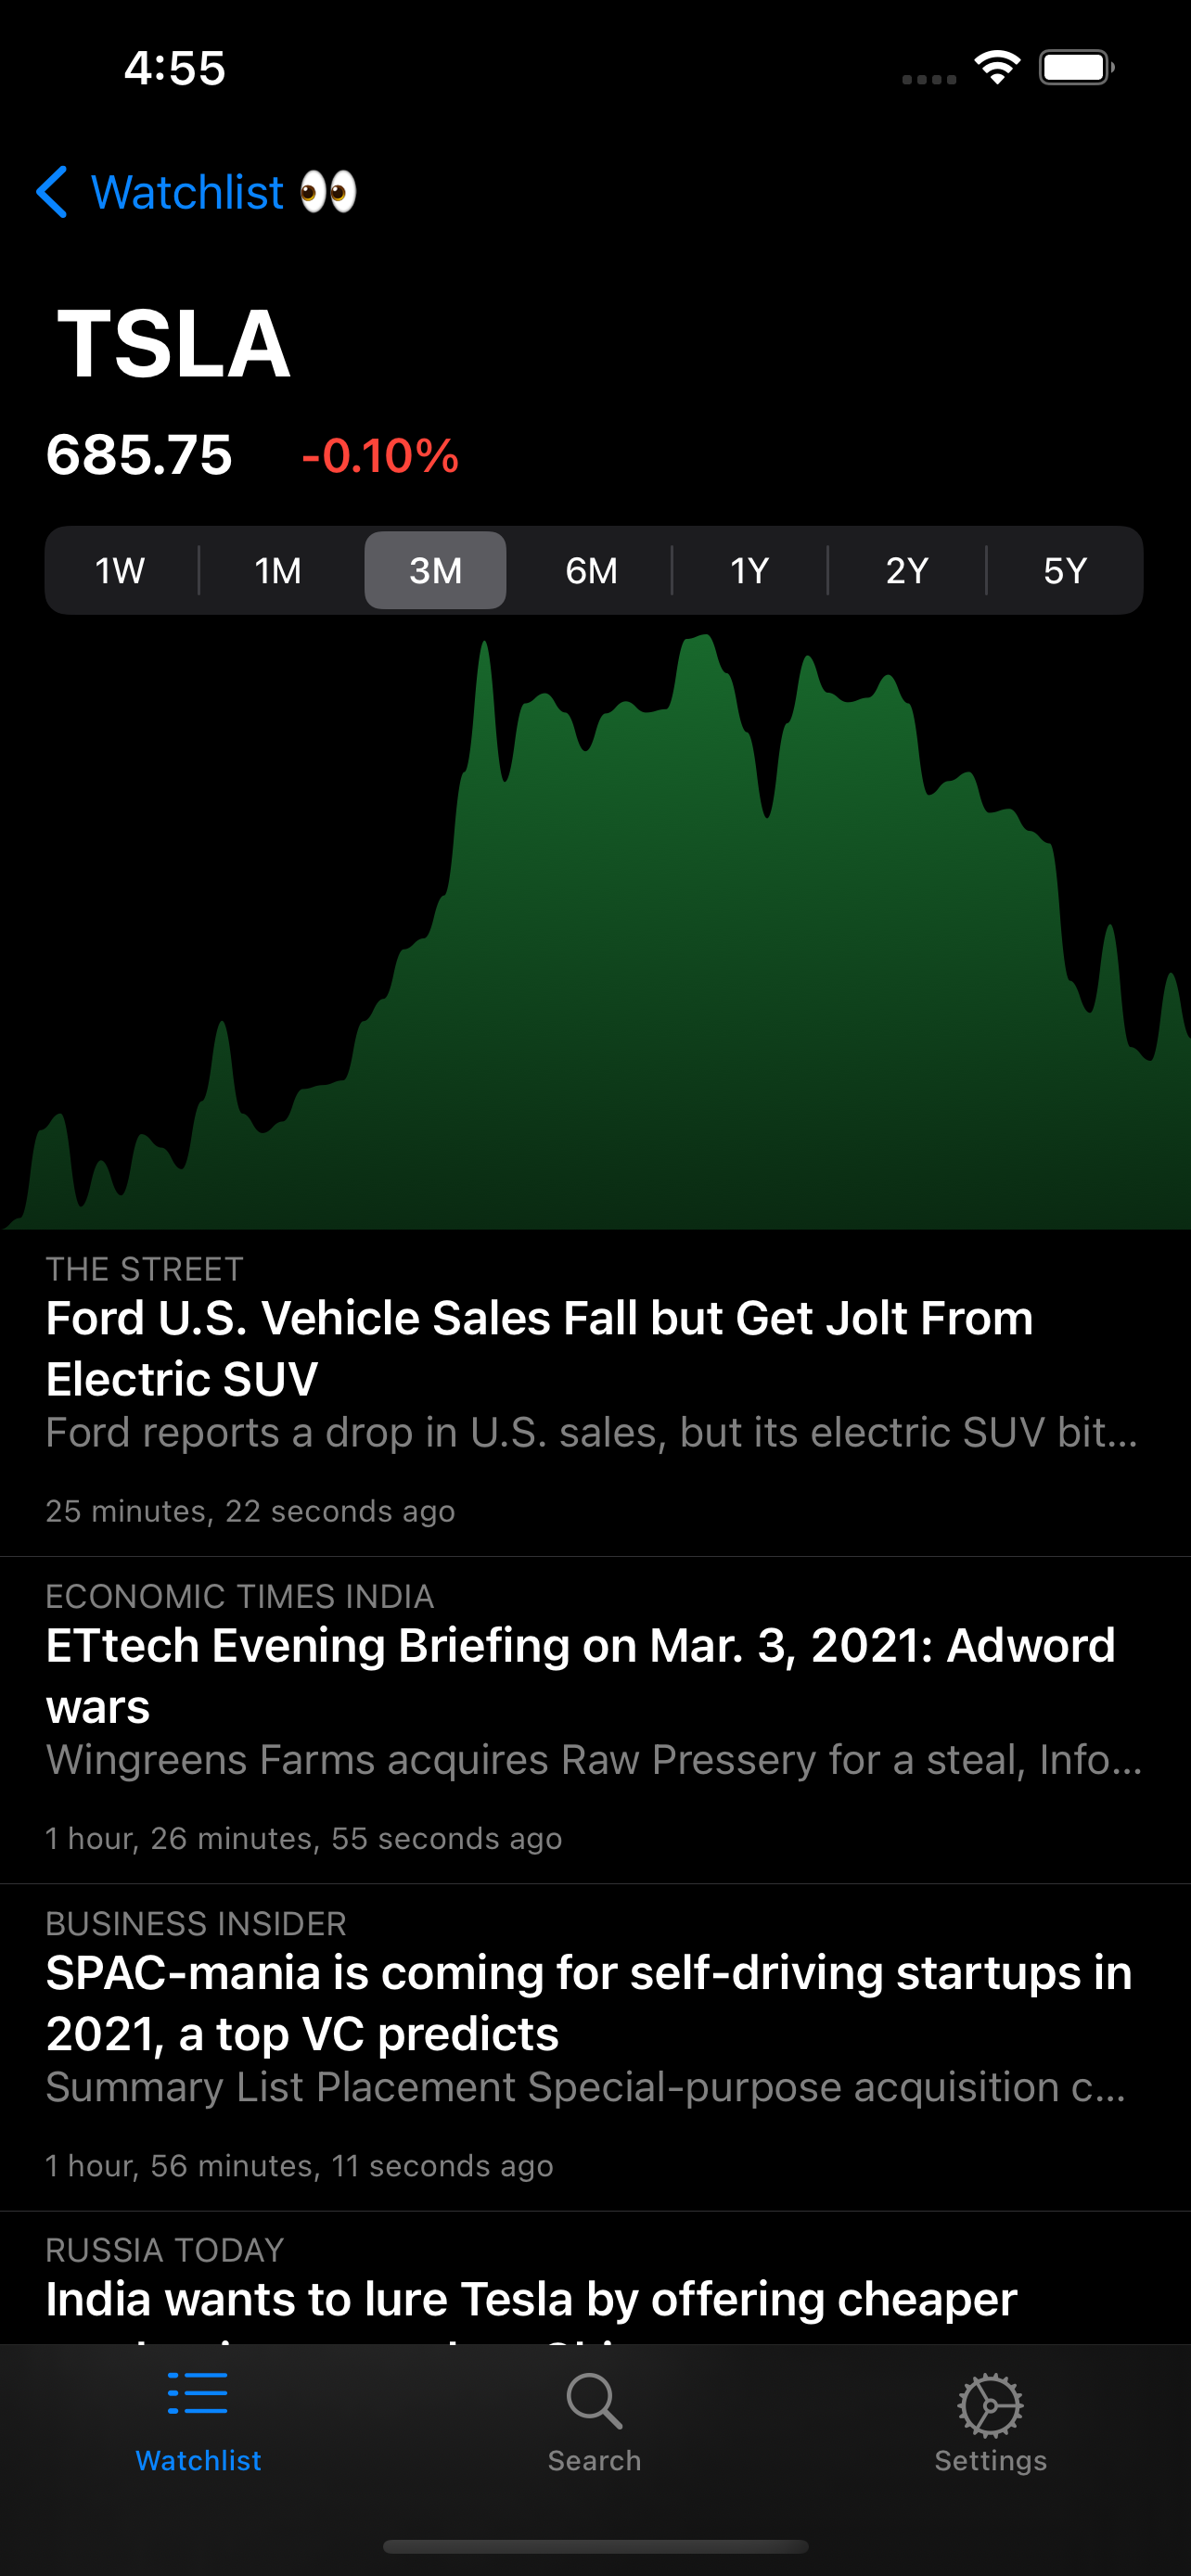 4:55
Watchlist 👀
TSLA
685.75 -0.10%
1W 1M 3M 6M 1Y 2Y 5Y
THE STREET
Ford U.S. Vehicle Sales Fall but Get Jolt From
Electric SUV
Ford reports a drop in U.S. sales, but its electric SUV bit...
25 minutes, 22 seconds ago
ECONOMIC TIMES INDIA
ETtech Evening Briefing on Mar. 3, 2021: Adword
wars
Wingreens Farms acquires Raw Pressery for a steal, Info...
1 hour, 26 minutes, 55 seconds ago
BUSINESS INSIDER
SPAC-mania is coming for self-driving startups in
2021, a top VC predicts
Summary List Placement Special-purpose acquisition c...
1 hour, 56 minutes, 11 seconds ago
RUSSIA TODAY
India wants to lure Tesla by offering cheaper
Watchlist Search Settings